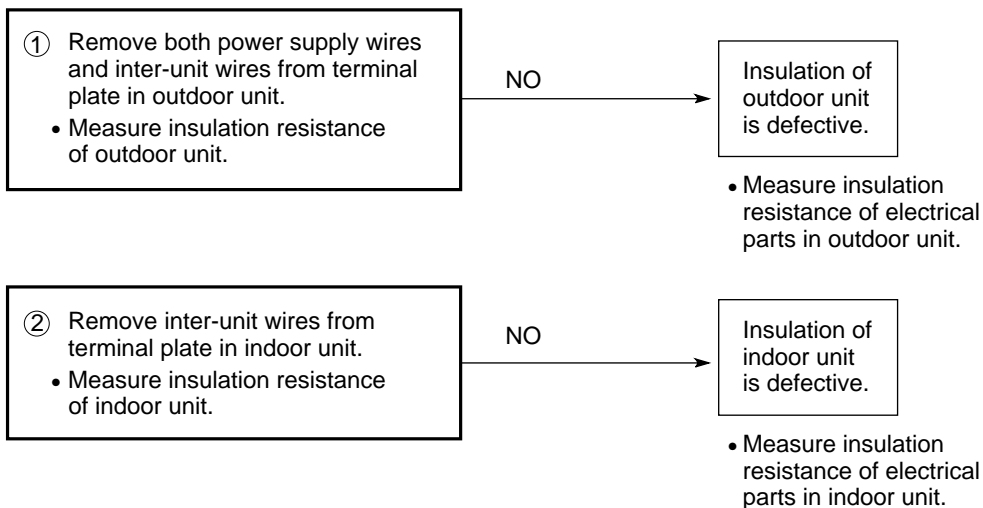 ① Remove both power supply wires
and inter-unit wires from terminal
plate in outdoor unit.
• Measure insulation resistance
of outdoor unit.
NO
Insulation of
outdoor unit
is defective.
• Measure insulation
resistance of electrical
parts in outdoor unit.
② Remove inter-unit wires from
terminal plate in indoor unit.
• Measure insulation resistance
of indoor unit.
NO
Insulation of
indoor unit
is defective.
• Measure insulation
resistance of electrical
parts in indoor unit.